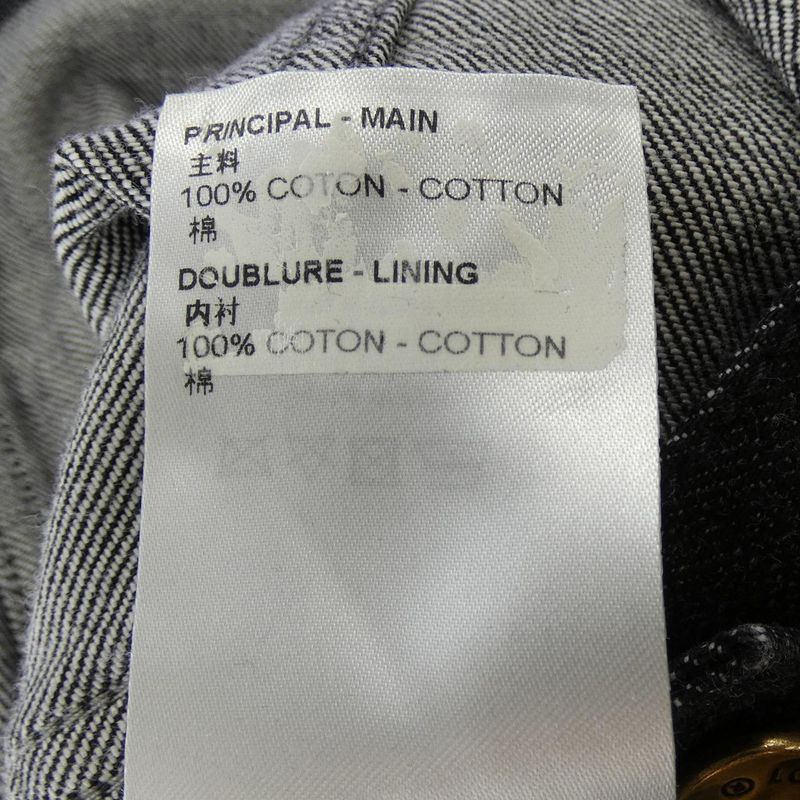 PRINCIPAL - MAIN
主料
100% COTON - COTTON
棉
DOUBLURE - LINING
内衬
100% COTON - COTTON
棉